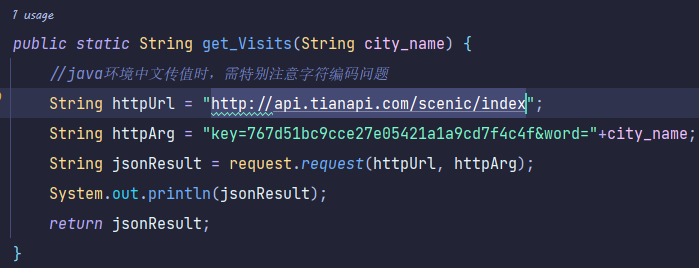 1 usage
public static String get_Visits(String city_name) {
//java环境中文传值时，需特别注意字符编码问题
String httpUrl = "http://api.tianapi.com/scenic/index";
String httpArg = "key=767d51bc9cce27e05421a1a9cd7f4c4f&word="+city_name;
String jsonResult = request.request(httpUrl, httpArg);
System.out.println(jsonResult);
return jsonResult;
}